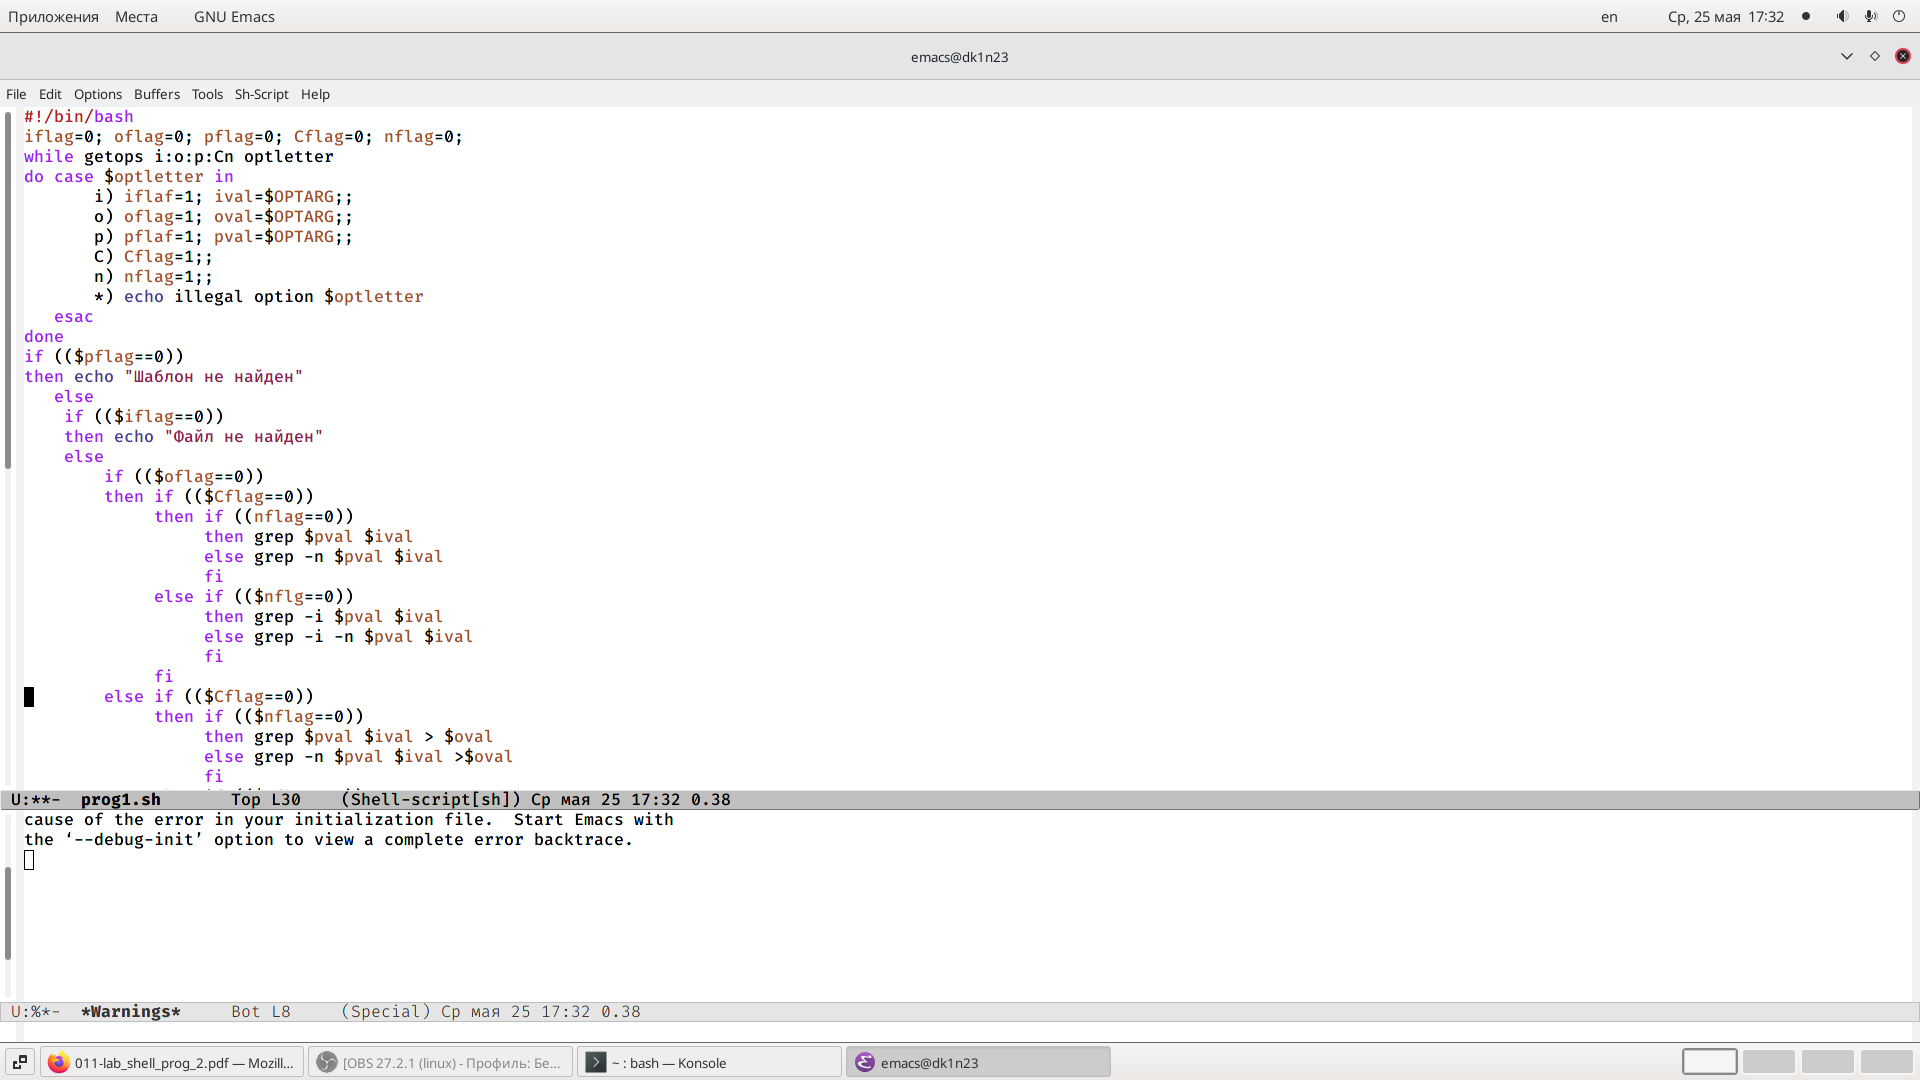 Приложения Места GNU Emacs en Ср, 25 мая 17:32
emacs@dk1n23
File Edit Options Buffers Tools Sh-Script Help
#!/bin/bash
iflag=0; oflag=0; pflag=0; Cflag=0; nflag=0;
while getops i:o:p:Cn optletter
do case $optletter in
i) iflaf=1; ival=$OPTARG;;
o) oflag=1; oval=$OPTARG;;
p) pflaf=1; pval=$OPTARG;;
C) Cflag=1;;
n) nflag=1;;
*) echo illegal option $optletter
esac
done
if (($pflag==0))
then echo "Шаблон не найден"
else
if (($iflag==0))
then echo "Файл не найден"
else
if (($oflag==0))
then if (($Cflag==0))
then if ((nflag==0))
then grep $pval $ival
else grep -n $pval $ival
fi
else if (($nflg==0))
then grep -i $pval $ival
else grep -i -n $pval $ival
fi
fi
else if (($Cflag==0))
then if (($nflag==0))
then grep $pval $ival > $oval
else grep -n $pval $ival >$oval
fi
U:**- prog1.sh Top L30 (Shell-script[sh]) Ср мая 25 17:32 0.38
cause of the error in your initialization file. Start Emacs with
the ‘--debug-init’ option to view a complete error backtrace.
U:%*- *Warnings* Bot L8 (Special) Ср мая 25 17:32 0.38
011-lab_shell_prog_2.pdf — Mozill... [OBS 27.2.1 (linux) - Профиль: Бе... ~ : bash — Konsole emacs@dk1n23